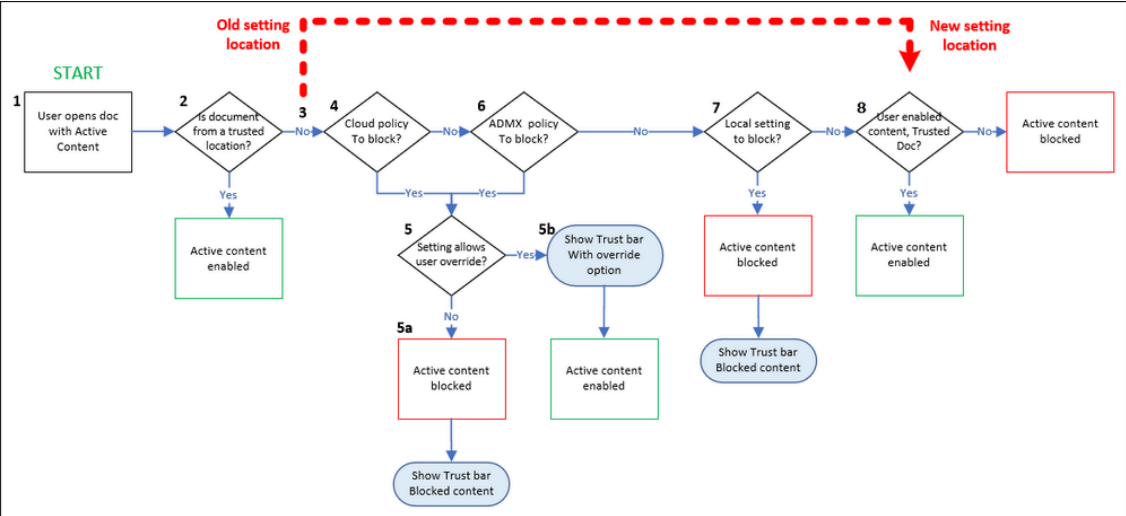 Old setting
location
New setting
location
START
1
User opens doc
with Active
Content
2
Is document
from a trusted
location?
3
No
4
Cloud policy
To block?
No
6
ADMX policy
To block?
No
7
Local setting
to block?
No
8
User enabled
content, Trusted
Doc?
No
Active content
blocked
Yes
Yes
Yes
Yes
Yes
Active content
enabled
5
Setting allows
user override?
Yes
5b
Show Trust bar
With override
option
Active content
blocked
Active content
enabled
No
5a
Active content
blocked
Active content
enabled
Show Trust bar
Blocked content
Show Trust bar
Blocked content